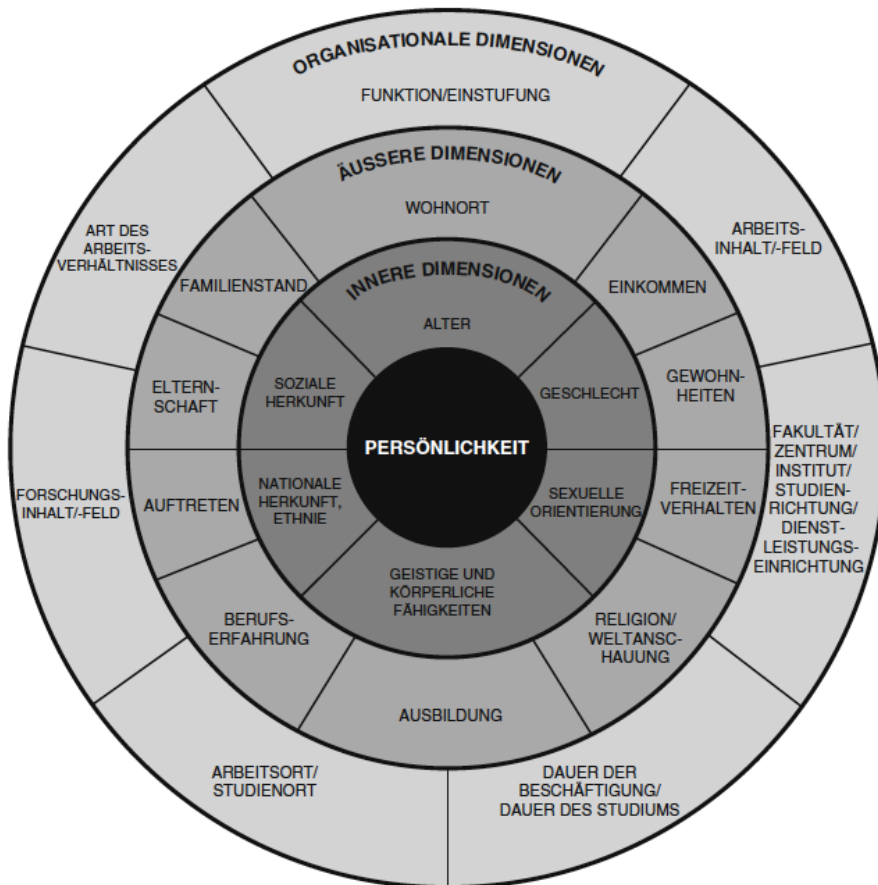 ORGANISATIONALE DIMENSIONEN
FUNKTION/EINSTUFUNG
ARBEITS-
INHALT/-FELD
FAKULTÄT/
ZENTRUM/
INSTITUT/
STUDIEN-
RICHTUNG/
DIENST-
LEISTUNGS-
EINRICHTUNG
DAUER DER
BESCHÄFTIGUNG/
DAUER DES STUDIUMS
ARBEITSORT/
STUDIENORT
FORSCHUNGS-
INHALT/-FELD
ART DES
ARBEITS-
VERHÄLTNISSES
ÄUSSERE DIMENSIONEN
WOHNORT
EINKOMMEN
GEWOHN-
HEITEN
FREIZEIT-
VERHALTEN
RELIGION/
WELTANSC-
HAUUNG
AUSBILDUNG
BERUFS-
ERFAHRUNG
AUFTRETEN
ELTERN-
SCHAFT
FAMILIENSTAND
INNERE DIMENSIONEN
ALTER
GESCHLECHT
SEXUELLE
ORIENTIERUNG
GEISTIGE UND
KÖRPERLICHE
FÄHIGKEITEN
NATIONALE
HERKUNFT,
ETHNIE
SOZIALE
HERKUNFT
PERSÖNLICHKEIT